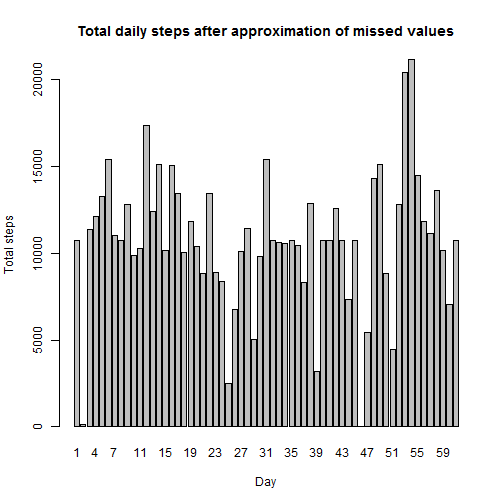 Total daily steps after approximation of missed values
Total steps
20000
15000
10000
5000
0
1 4 7 11 15 19 23 27 31 35 39 43 47 51 55 59
Day